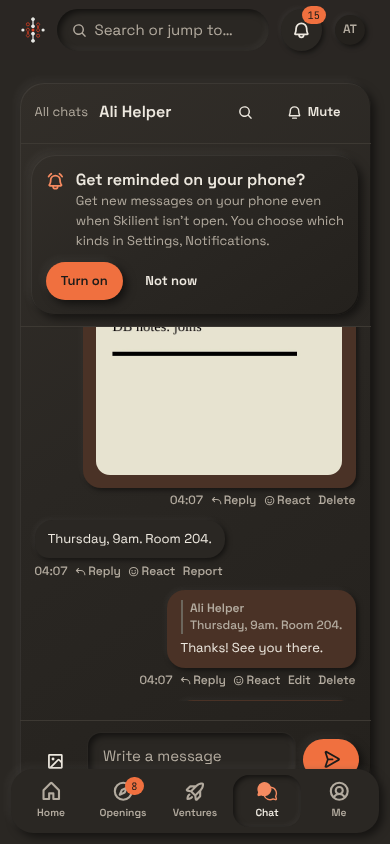 Search or jump to...
15
AT
All chats
Ali Helper
Mute
Get reminded on your phone?
Get new messages on your phone even
when Skilient isn't open. You choose which
kinds in Settings, Notifications.
Turn on
Not now
DB notes: joins
04:07 Reply React Delete
Thursday, 9am. Room 204.
04:07 Reply React Report
Ali Helper
Thursday, 9am. Room 204.
Thanks! See you there.
04:07 Reply React Edit Delete
Write a message
8
Home
Openings
Ventures
Chat
Me